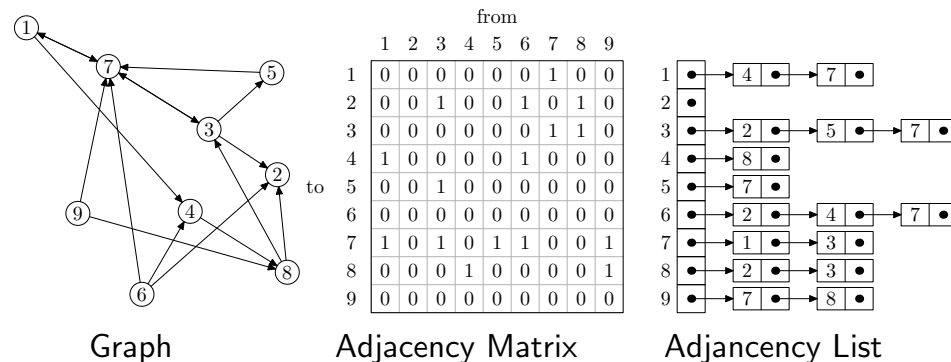 from
1 2 3 4 5 6 7 8 9
to
1 0 0 0 0 0 0 1 0 0
2 0 0 1 0 0 1 0 1 0
3 0 0 0 0 0 0 1 1 0
4 1 0 0 0 0 1 0 0 0
5 0 0 1 0 0 0 0 0 0
6 0 0 0 0 0 0 0 0 0
7 1 0 1 0 1 1 0 0 1
8 0 0 0 1 0 0 0 0 1
9 0 0 0 0 0 0 0 0 0
1 4 7
2
3 2 5 7
4 8
5 7
6 2 4 7
7 1 3
8 2 3
9 7 8
1
7
5
3
2
9
4
8
6
Graph
Adjacency Matrix
Adjancency List